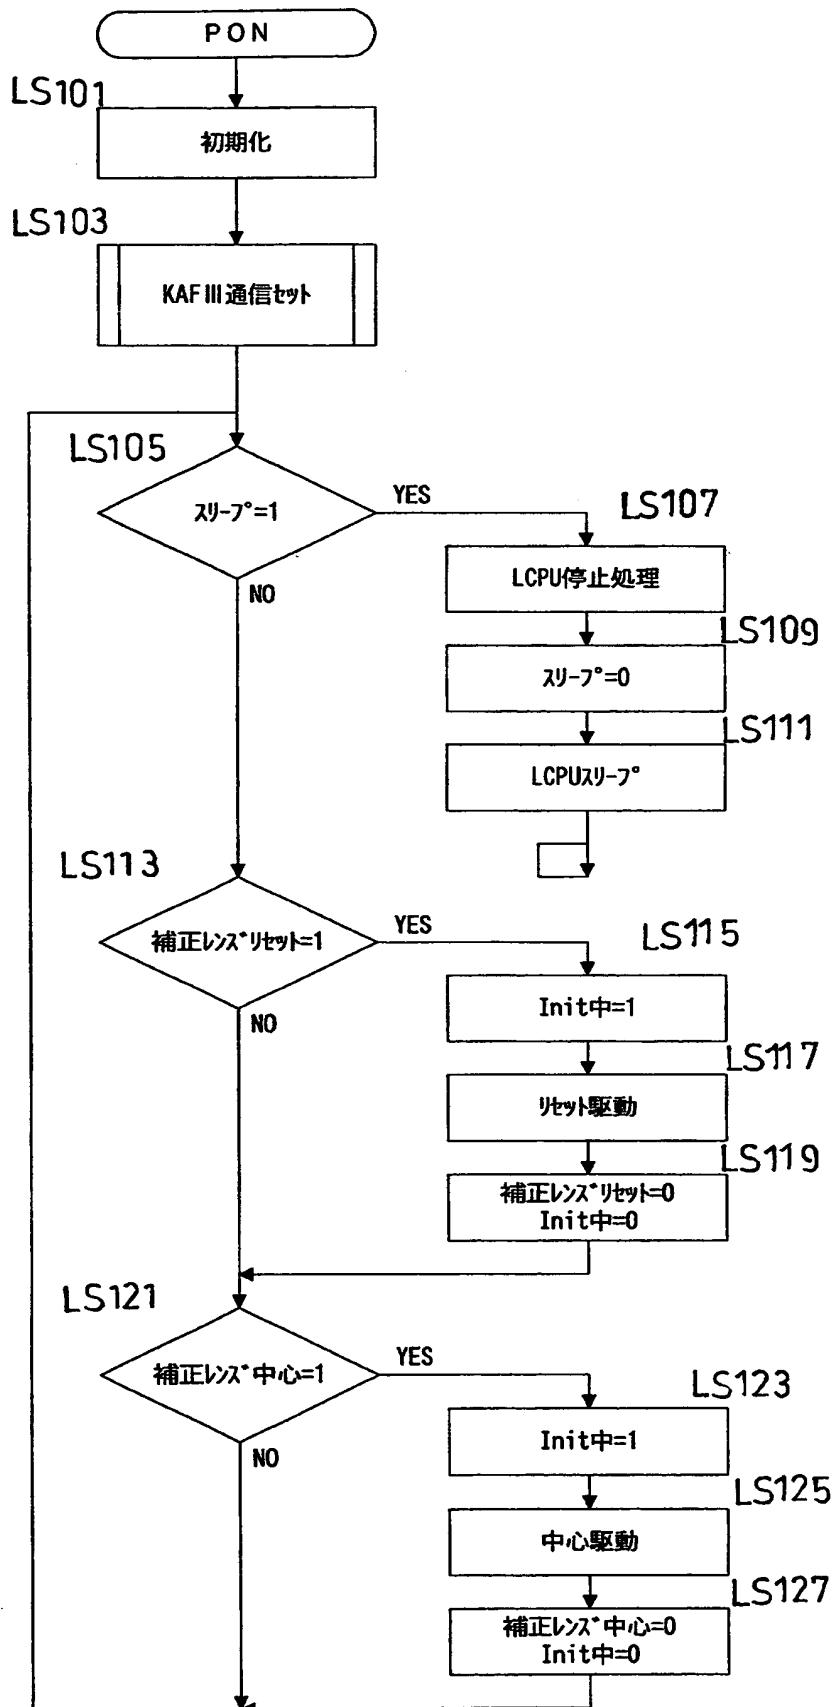 PON
LS101
初期化
LS103
KAFⅢ通信ｾｯﾄ
LS105
ｽﾘｰﾌﾟ=1
YES
NO
LS107
LCPU停止処理
LS109
ｽﾘｰﾌﾟ=0
LS111
LCPUｽﾘｰﾌﾟ
LS113
補正ﾚﾝｽﾞﾘｾｯﾄ=1
YES
NO
LS115
Init中=1
LS117
ﾘｾｯﾄ駆動
LS119
補正ﾚﾝｽﾞﾘｾｯﾄ=0
Init中=0
LS121
補正ﾚﾝｽﾞ中心=1
YES
NO
LS123
Init中=1
LS125
中心駆動
LS127
補正ﾚﾝｽﾞ中心=0
Init中=0